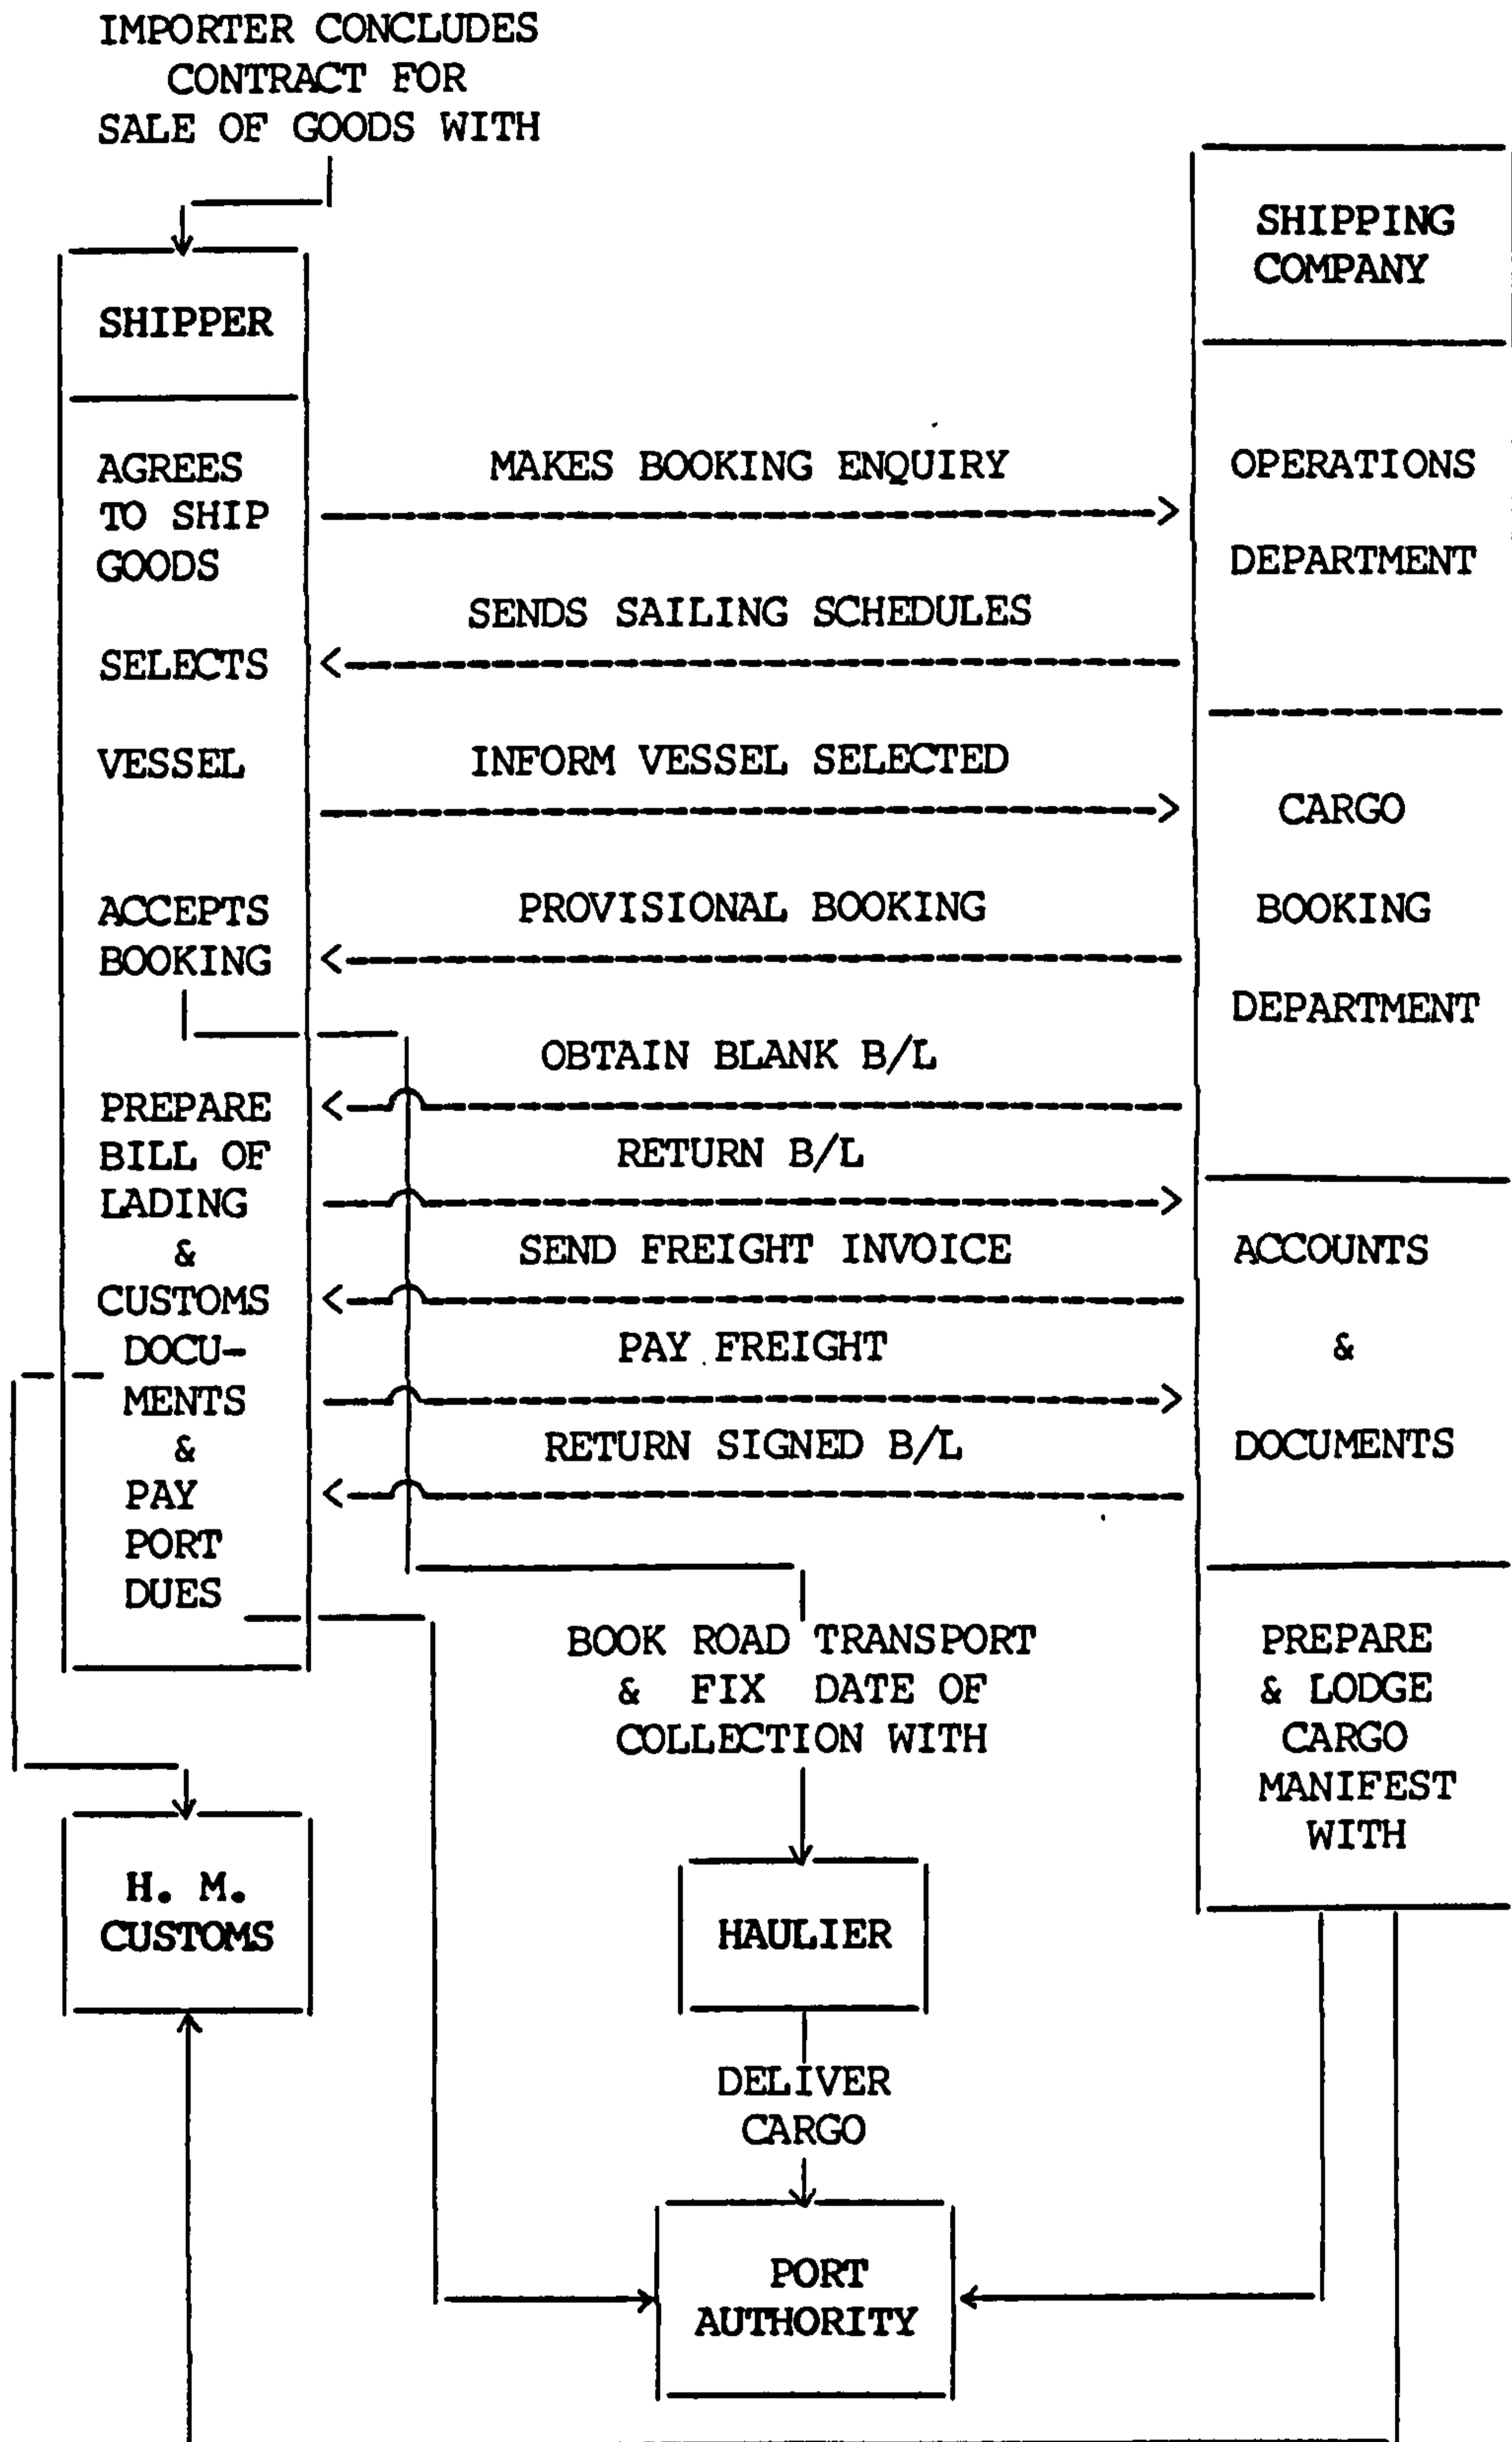 IMPORTER CONCLUDES
CONTRACT FOR
SALE OF GOODS WITH
SHIPPING
COMPANY
SHIPPER
AGREES
TO SHIP
GOODS
MAKES BOOKING ENQUIRY
OPERATIONS
DEPARTMENT
SENDS SAILING SCHEDULES
SELECTS
VESSEL
INFORM VESSEL SELECTED
CARGO
BOOKING
DEPARTMENT
ACCEPTS
BOOKING
PROVISIONAL BOOKING
OBTAIN BLANK B/L
PREPARE
BILL OF
LADING
&
CUSTOMS
DOCU-
MENTS
&
PAY
PORT
DUES
RETURN B/L
SEND FREIGHT INVOICE
PAY FREIGHT
RETURN SIGNED B/L
ACCOUNTS
&
DOCUMENTS
BOOK ROAD TRANSPORT
& FIX DATE OF
COLLECTION WITH
PREPARE
& LODGE
CARGO
MANIFEST
WITH
H. M.
CUSTOMS
HAULIER
DELIVER
CARGO
PORT
AUTHORITY